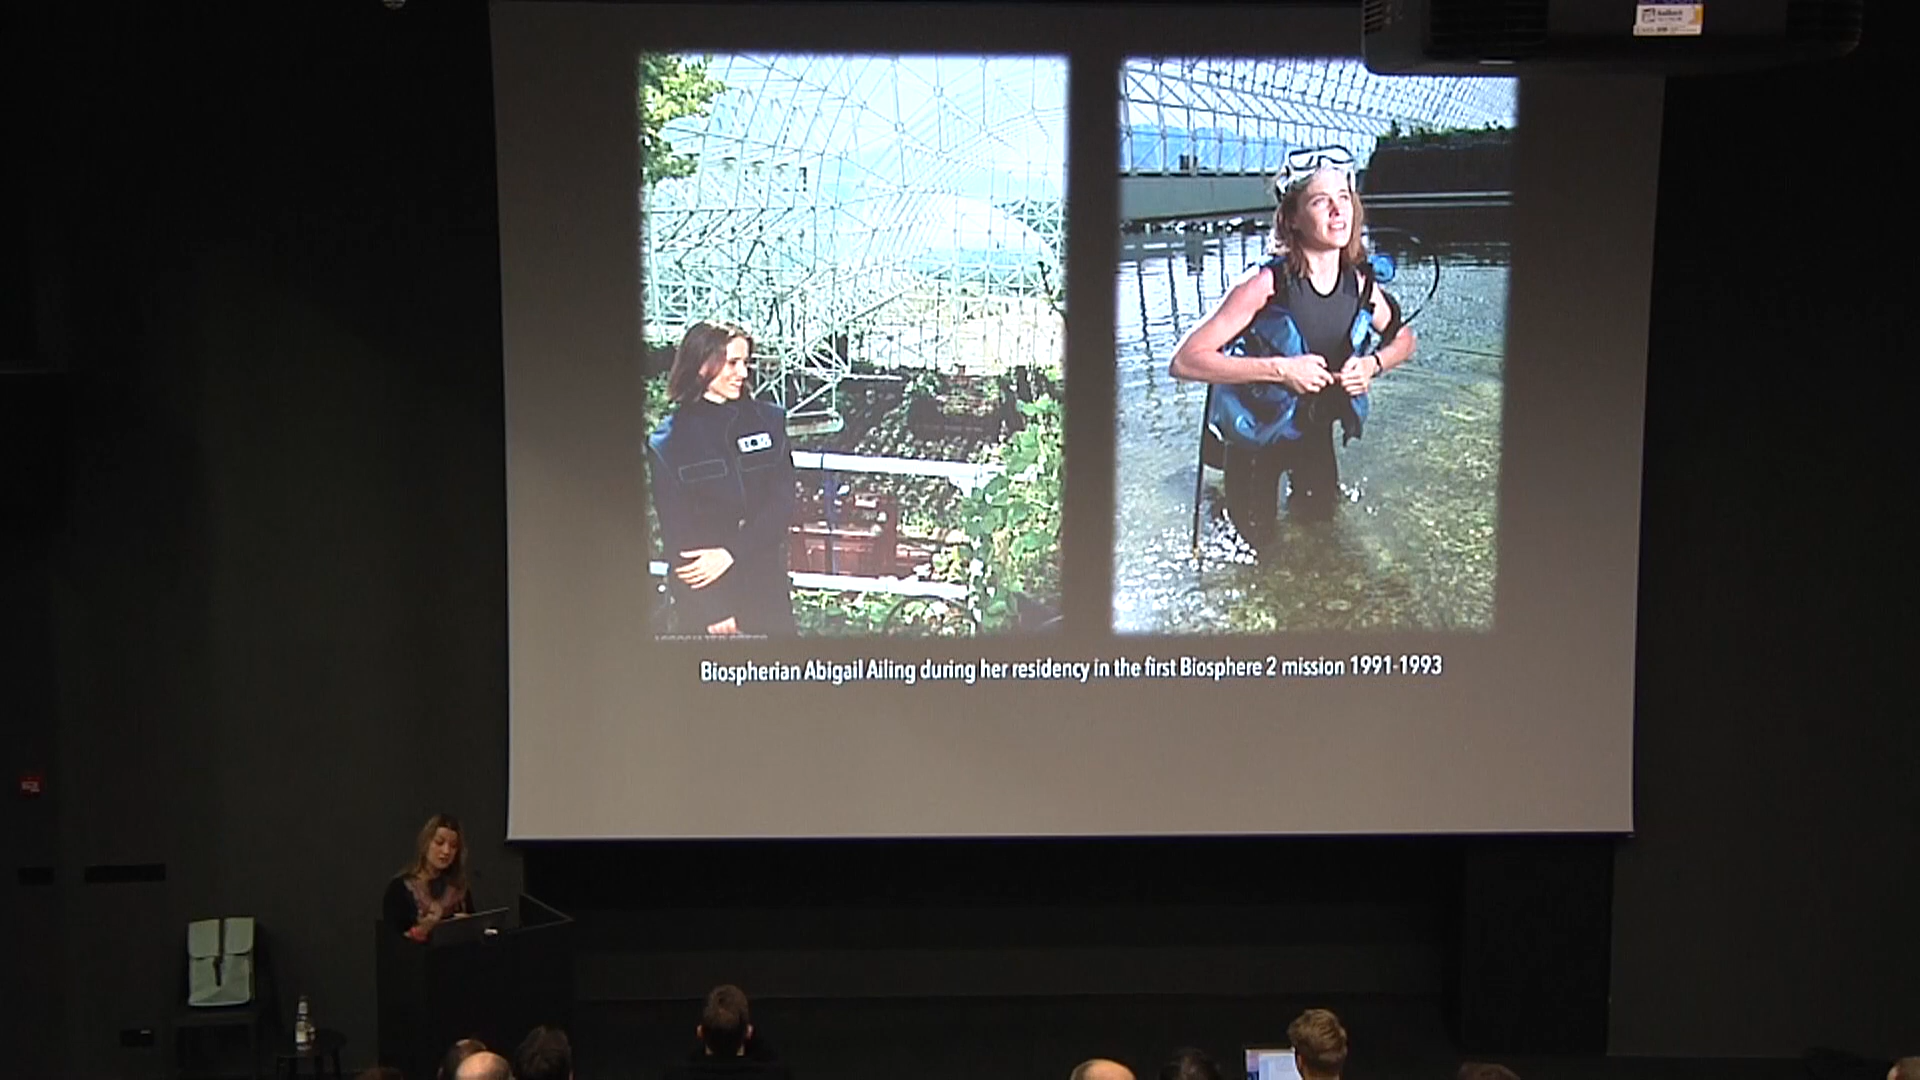 Biospherian Abigail Ailing during her residency in the first Biosphere 2 mission 1991-1993